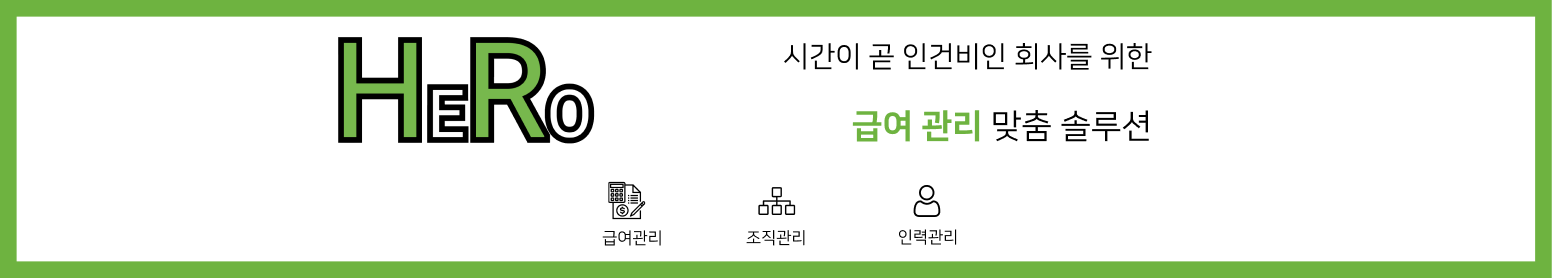 HERO
시간이 곧 인건비인 회사를 위한
급여 관리 맞춤 솔루션
급여관리
조직관리
인력관리